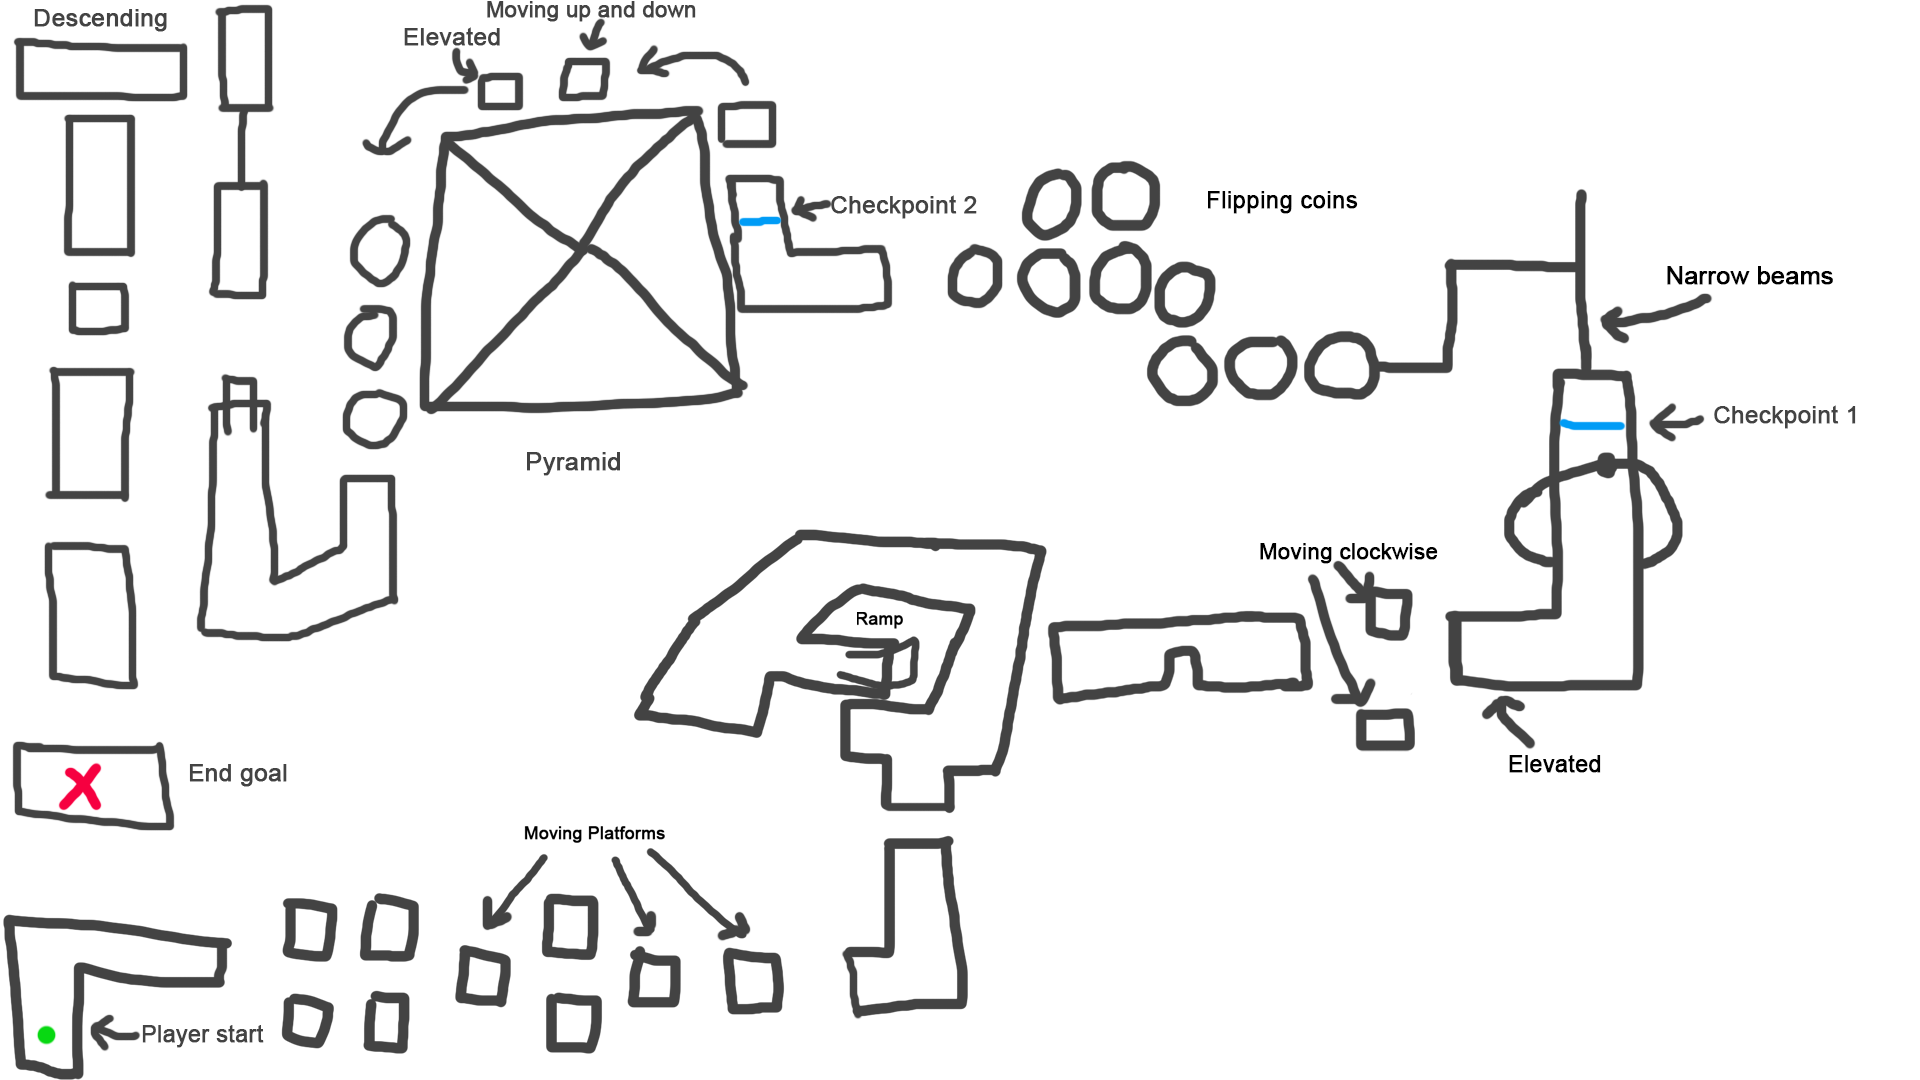 Descending
Moving up and down
Elevated
Checkpoint 2
Flipping coins
Narrow beams
Checkpoint 1
Pyramid
Moving clockwise
Ramp
Elevated
End goal
Moving Platforms
Player start